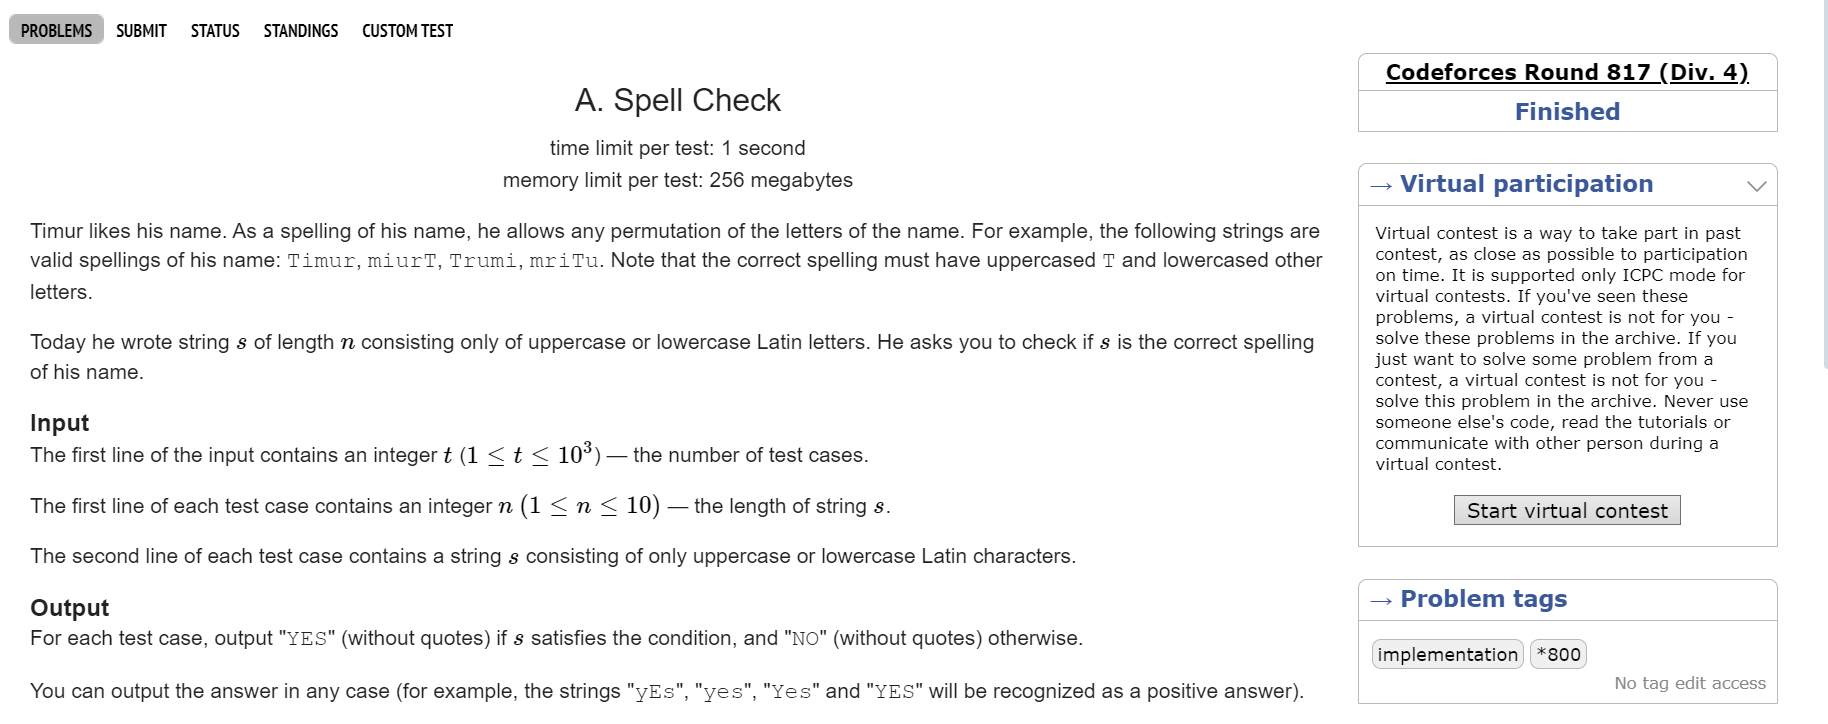 PROBLEMS SUBMIT STATUS STANDINGS CUSTOM TEST
A. Spell Check
time limit per test: 1 second
memory limit per test: 256 megabytes
Timur likes his name. As a spelling of his name, he allows any permutation of the letters of the name. For example, the following strings are
valid spellings of his name: Timur, miurT, Trumi, mriTu. Note that the correct spelling must have uppercased T and lowercased other
letters.
Today he wrote string s of length n consisting only of uppercase or lowercase Latin letters. He asks you to check if s is the correct spelling
of his name.
Input
The first line of the input contains an integer t (1 ≤ t ≤ 10³) — the number of test cases.
The first line of each test case contains an integer n (1 ≤ n ≤ 10) — the length of string s.
The second line of each test case contains a string s consisting of only uppercase or lowercase Latin characters.
Output
For each test case, output "YES" (without quotes) if s satisfies the condition, and "NO" (without quotes) otherwise.
You can output the answer in any case (for example, the strings "yEs", "yes", "Yes" and "YES" will be recognized as a positive answer).
Codeforces Round 817 (Div. 4)
Finished
→ Virtual participation
Virtual contest is a way to take part in past
contest, as close as possible to participation
on time. It is supported only ICPC mode for
virtual contests. If you've seen these
problems, a virtual contest is not for you -
solve these problems in the archive. If you
just want to solve some problem from a
contest, a virtual contest is not for you -
solve this problem in the archive. Never use
someone else's code, read the tutorials or
communicate with other person during a
virtual contest.
Start virtual contest
→ Problem tags
implementation *800
No tag edit access